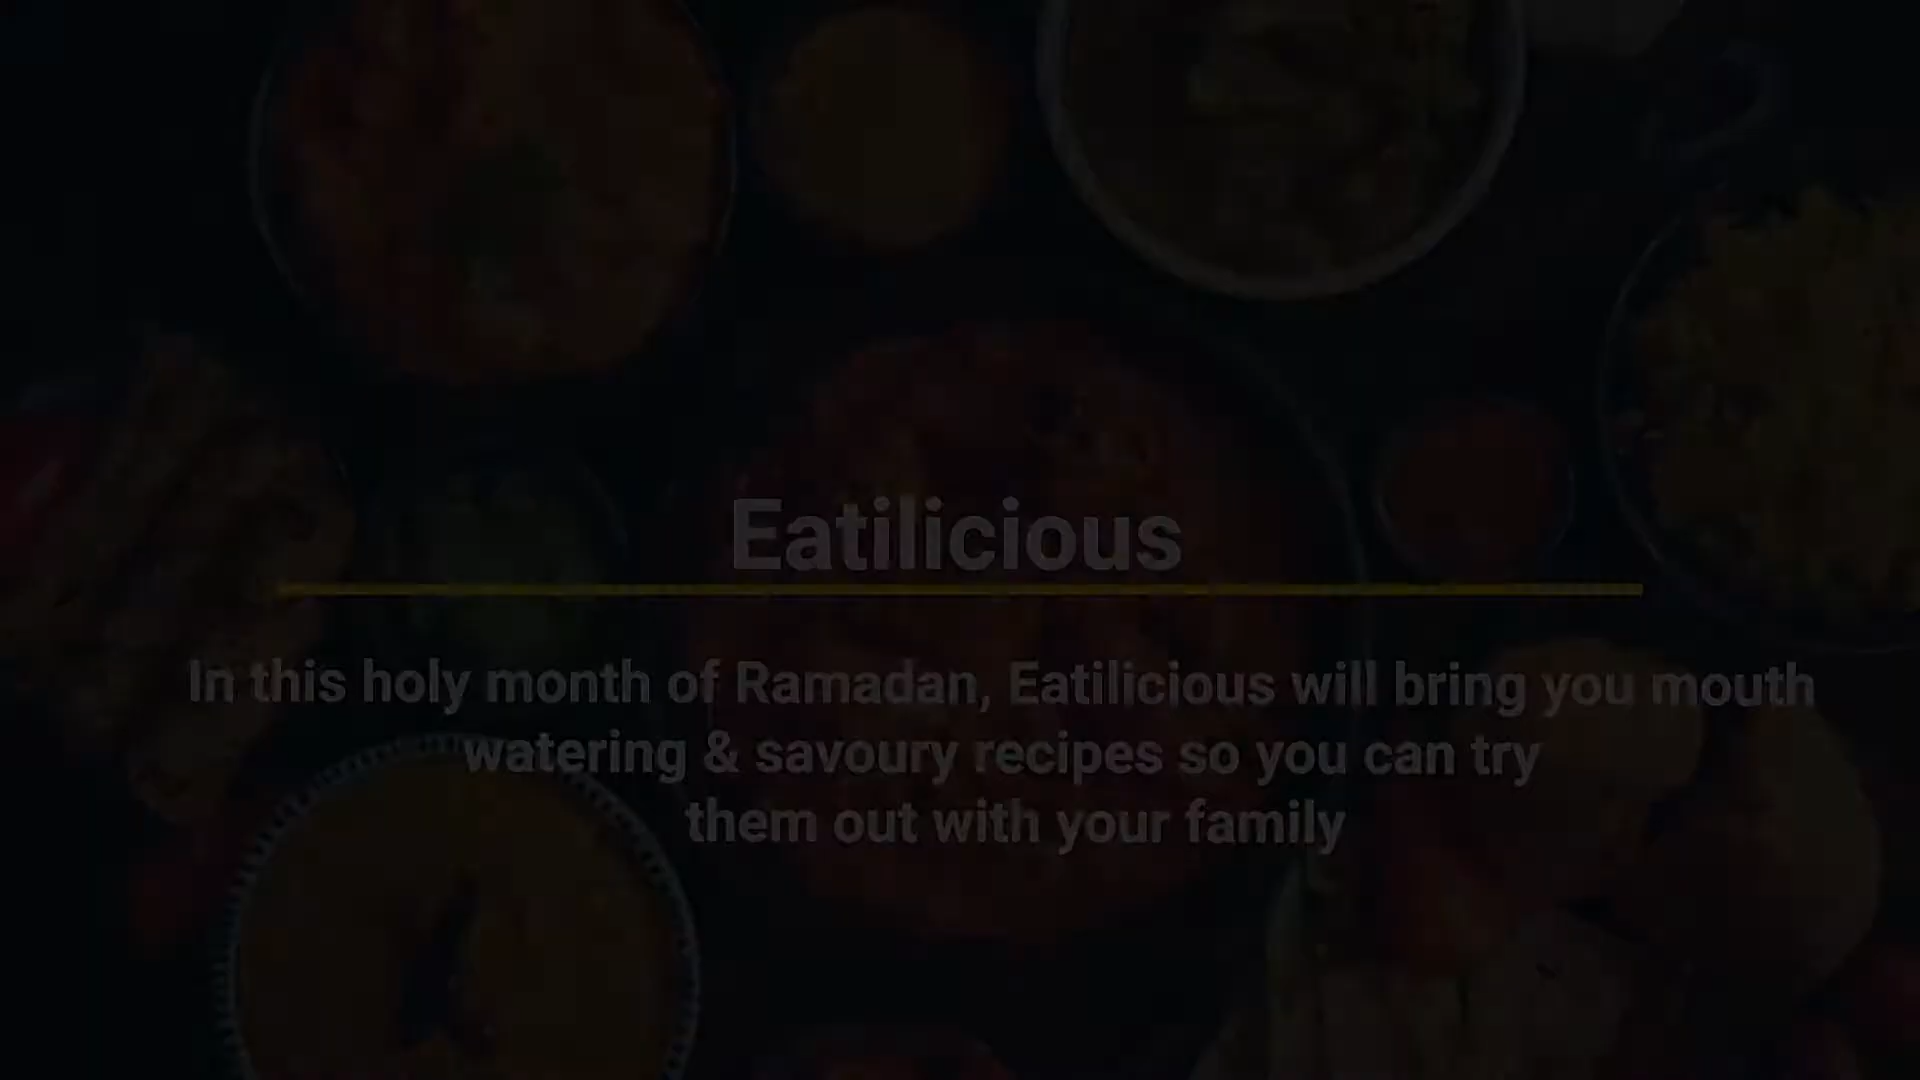 Eatilicious
In this holy month of Ramadan, Eatilicious will bring you mouth
watering & savoury recipes so you can try
them out with your family